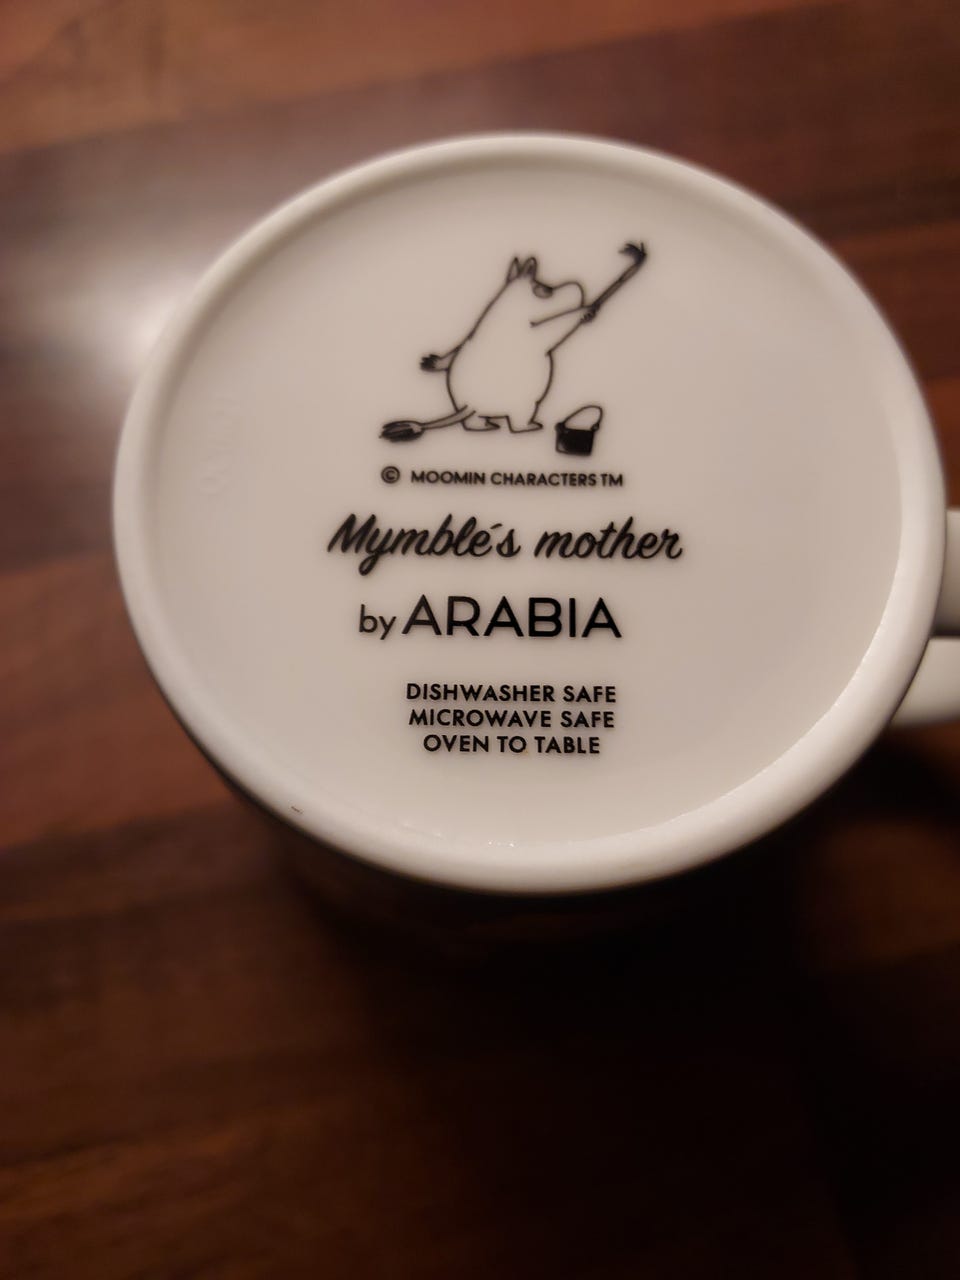 © MOOMIN CHARACTERS TM
Mymble´s mother
by ARABIA
DISHWASHER SAFE
MICROWAVE SAFE
OVEN TO TABLE